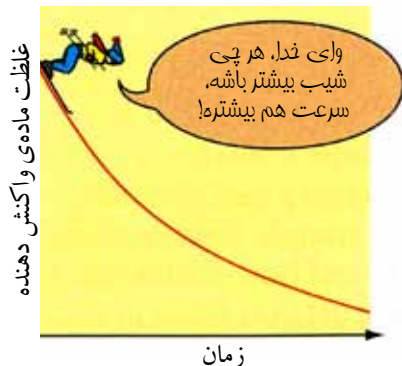 وای خدا، هر چی
شیب بیشتر باشه،
سرعت هم بیشتره!
غلظت ماده‌ی واکنش دهنده
زمان